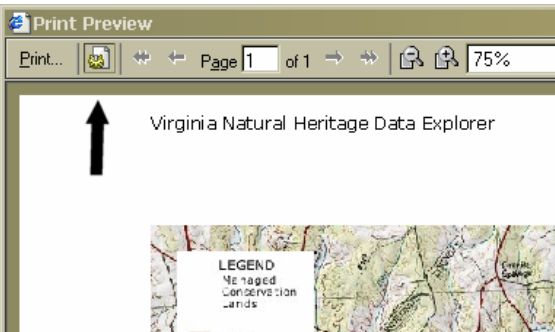 Print Preview
Print... Page 1 of 1 75%
Virginia Natural Heritage Data Explorer
LEGEND
Managed
Conservation
Lands